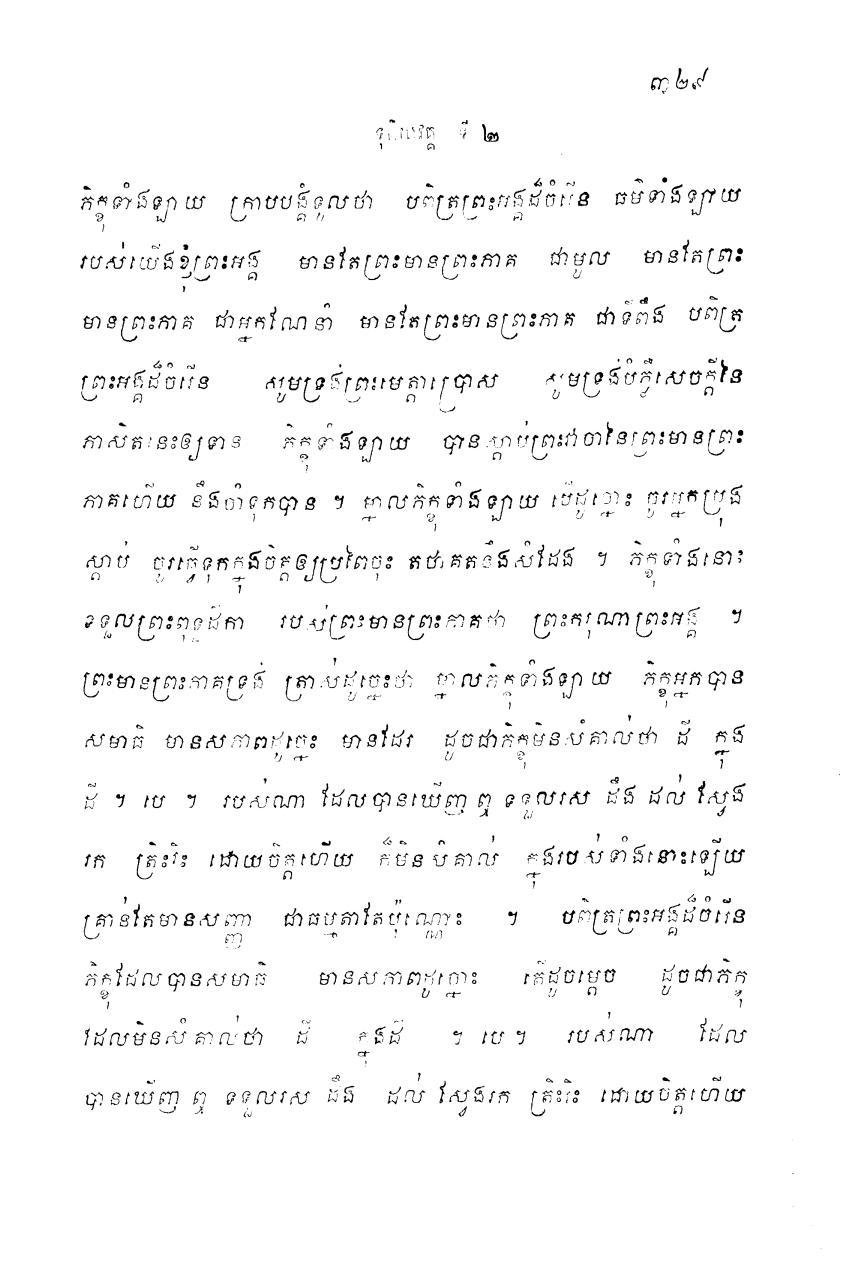 ៣២៩
ទុតិយវគ្គ ទី ២
ភិក្ខុទាំងឡាយ ក្រាបបង្គំទូលថា បពិត្រព្រះអង្គដ៏ចំរើន ធម៌ទាំងឡាយ
របស់យើងខ្ញុំព្រះអង្គ មានតែព្រះមានព្រះភាគ ជាមូល មានតែព្រះ
មានព្រះភាគ ជាអ្នកណែនាំ មានតែព្រះមានព្រះភាគ ជាទីពឹង បពិត្រ
ព្រះអង្គដ៏ចំរើន សូមទ្រង់ព្រះមេត្តាប្រោស សូមទ្រង់បំភ្លឺសេចក្តីនៃ
ភាសិតនេះឲ្យទាន ភិក្ខុទាំងឡាយ បានស្តាប់ព្រះវាចានៃព្រះមានព្រះ
ភាគហើយ នឹងចាំទុកបាន ។ ម្នាលភិក្ខុទាំងឡាយ បើដូច្នោះ ចូរអ្នកប្រុង
ស្តាប់ ចូរធ្វើទុកក្នុងចិត្តឲ្យប្រពៃចុះ តថាគតនឹងសំដែង ។ ភិក្ខុទាំងនោះ
ទទួលព្រះពុទ្ធដីកា របស់ព្រះមានព្រះភាគថា ព្រះករុណាព្រះអង្គ ។
ព្រះមានព្រះភាគទ្រង់ ត្រាស់ដូច្នេះថា ម្នាលភិក្ខុទាំងឡាយ ភិក្ខុអ្នកបាន
សមាធិ មានសភាពដូច្នេះ មានដែរ ដូចជាភិក្ខុមិនសំគាល់ថា ដី ក្នុង
ដី ។ បេ ។ របស់ណា ដែលបានឃើញ ឮ ទទួលរស ដឹង ដល់ ស្វែង
រក ត្រិះរិះ ដោយចិត្តហើយ ក៏មិនសំគាល់ ក្នុងរបស់ទាំងនោះឡើយ
គ្រាន់តែមានសញ្ញា ជាធម្មតាតែប៉ុណ្ណោះ ។ បពិត្រព្រះអង្គដ៏ចំរើន
ភិក្ខុដែលបានសមាធិ មានសភាពដូច្នោះ តើដូចម្តេច ដូចជាភិក្ខុ
ដែលមិនសំគាល់ថា ដី ក្នុងដី ។ បេ ។ របស់ណា ដែល
បានឃើញ ឮ ទទួលរស ដឹង ដល់ ស្វែងរក ត្រិះរិះ ដោយចិត្តហើយ